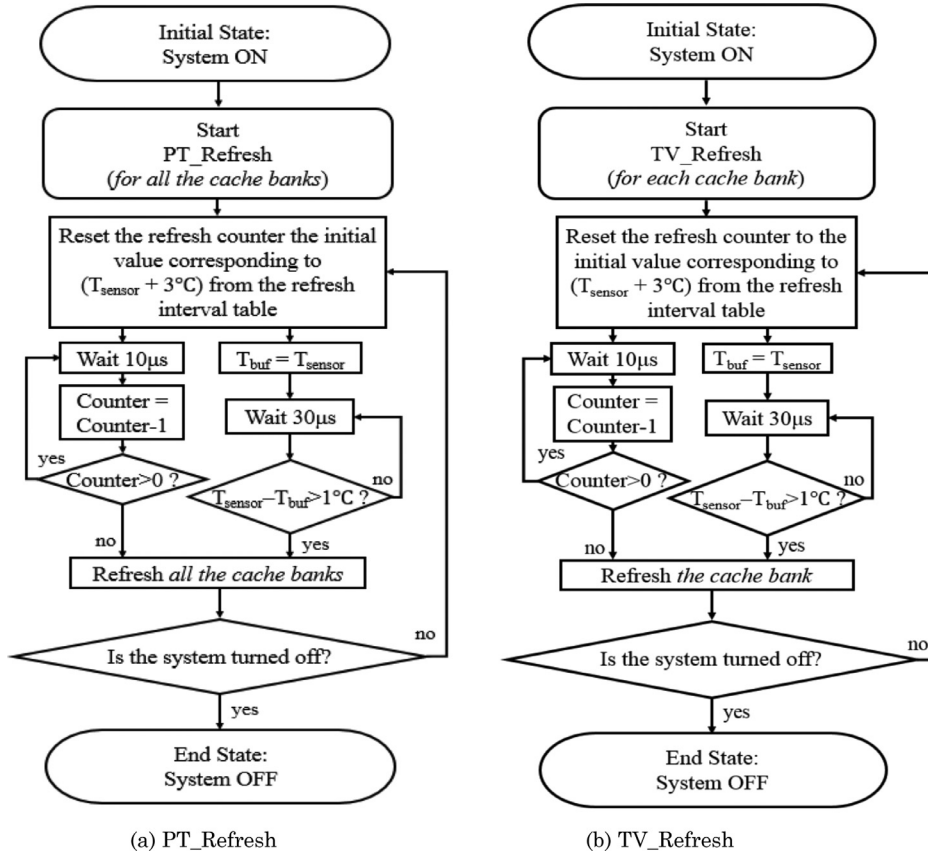 Initial State:
System ON
Start
PT_Refresh
(for all the cache banks)
Reset the refresh counter the initial
value corresponding to
(Tsensor + 3°C) from the refresh
interval table
Wait 10μs
Counter =
Counter-1
yes
Counter>0 ?
no
Tbuf = Tsensor
Wait 30μs
no
Tsensor–Tbuf>1°C ?
yes
Refresh all the cache banks
no
Is the system turned off?
yes
End State:
System OFF
(a) PT_Refresh
Initial State:
System ON
Start
TV_Refresh
(for each cache bank)
Reset the refresh counter to the
initial value corresponding to
(Tsensor + 3°C) from the refresh
interval table
Wait 10μs
Counter =
Counter-1
yes
Counter>0 ?
no
Tbuf = Tsensor
Wait 30μs
no
Tsensor–Tbuf>1°C ?
yes
Refresh the cache bank
no
Is the system turned off?
yes
End State:
System OFF
(b) TV_Refresh